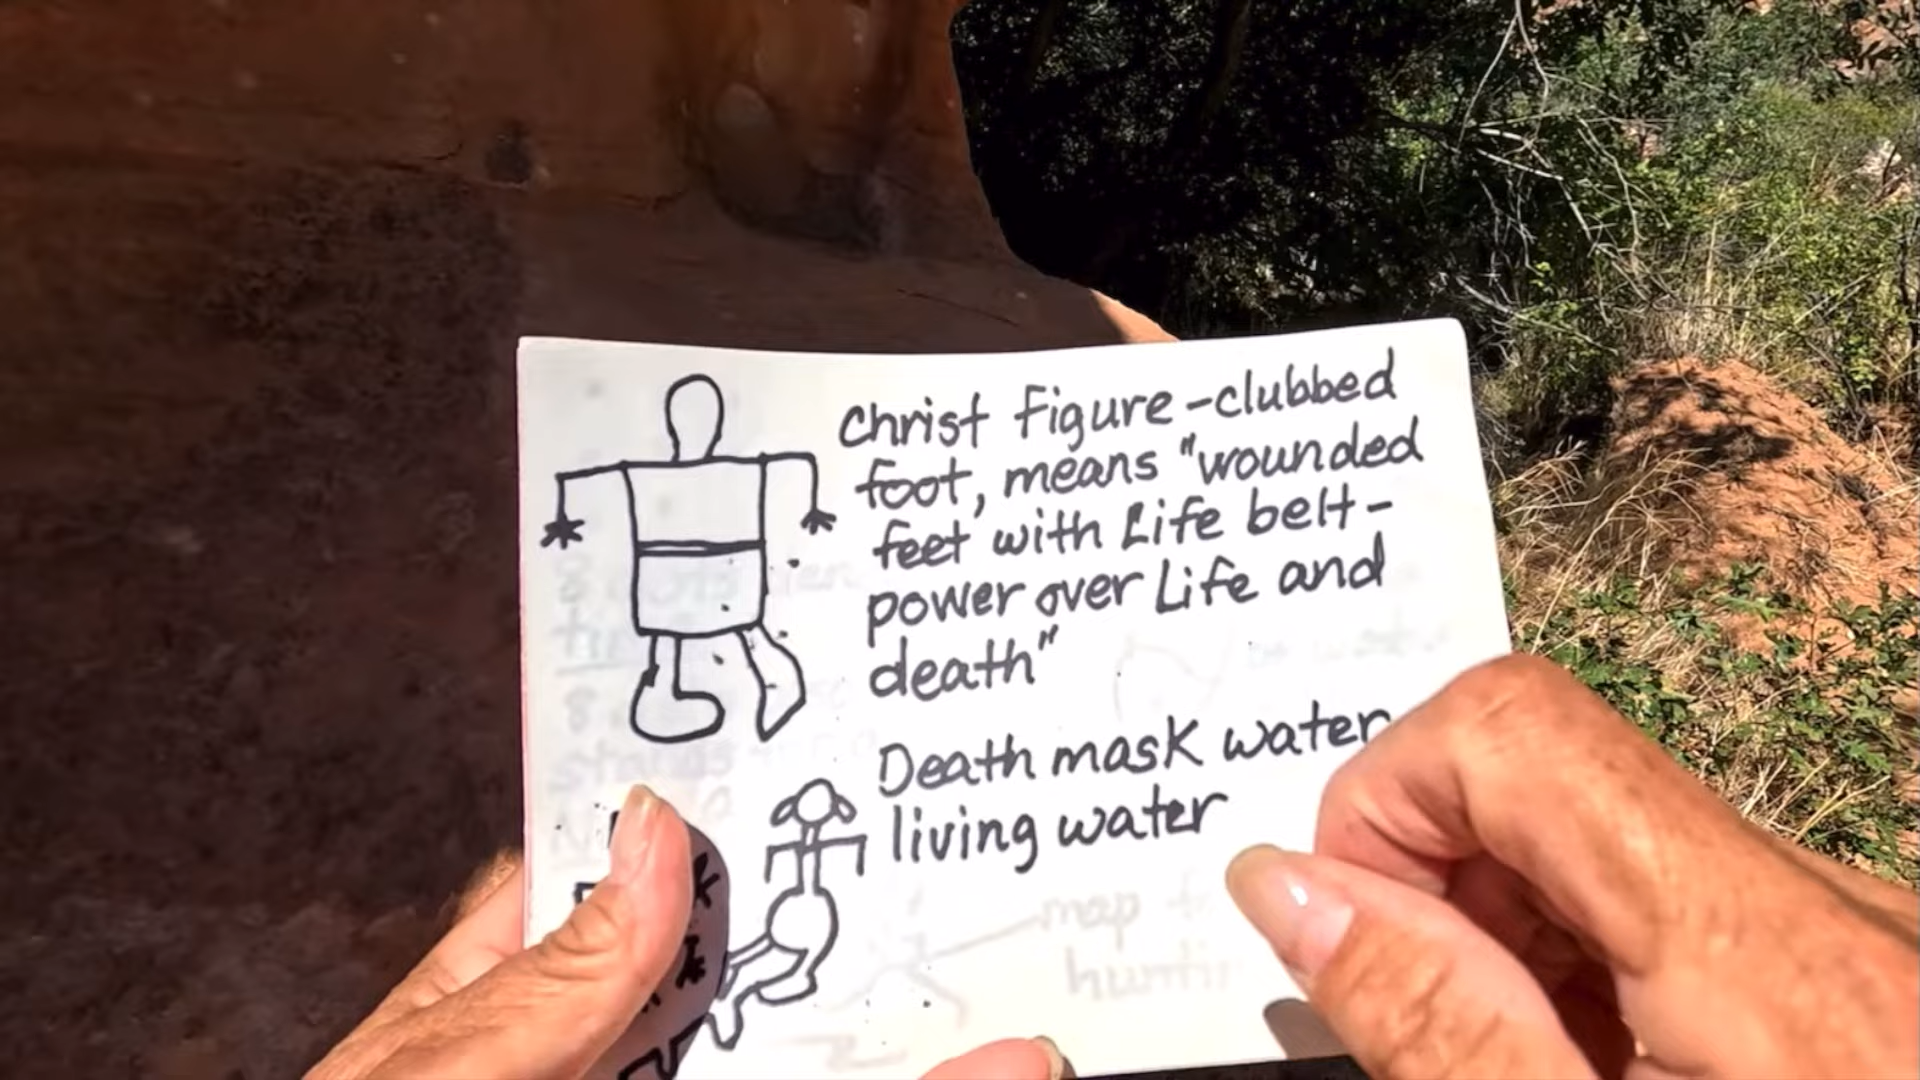 Christ Figure - clubbed
foot, means "wounded
feet with Life belt -
power over Life and
death"
Death mask water
living water
map